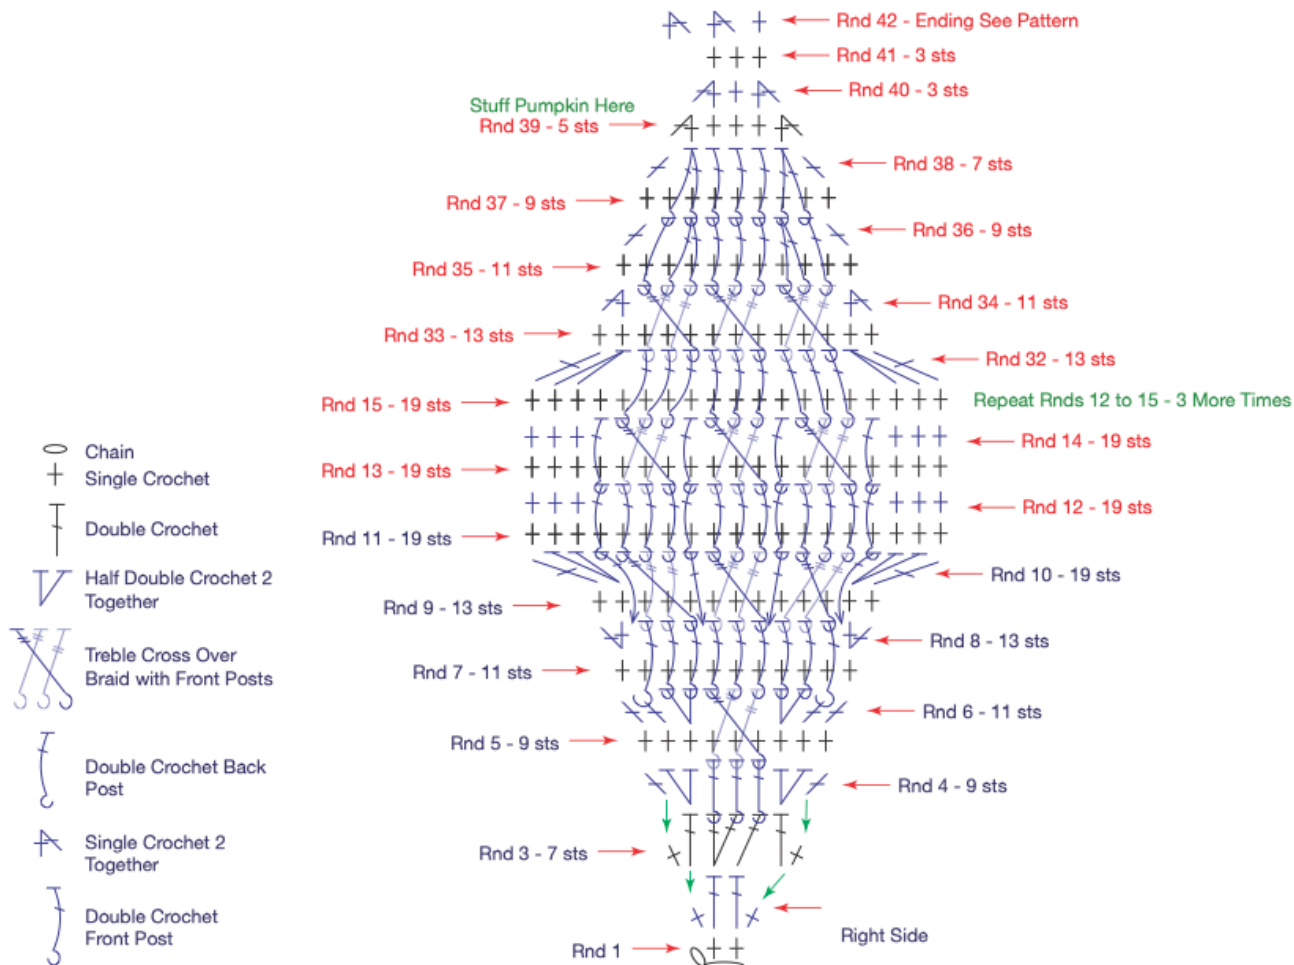 Rnd 42 - Ending See Pattern
Rnd 41 - 3 sts
Rnd 40 - 3 sts
Stuff Pumpkin Here
Rnd 39 - 5 sts
Rnd 38 - 7 sts
Rnd 37 - 9 sts
Rnd 36 - 9 sts
Rnd 35 - 11 sts
Rnd 34 - 11 sts
Rnd 33 - 13 sts
Rnd 32 - 13 sts
Rnd 15 - 19 sts
Repeat Rnds 12 to 15 - 3 More Times
Rnd 14 - 19 sts
Rnd 13 - 19 sts
Rnd 12 - 19 sts
Rnd 11 - 19 sts
Rnd 10 - 19 sts
Rnd 9 - 13 sts
Rnd 8 - 13 sts
Rnd 7 - 11 sts
Rnd 6 - 11 sts
Rnd 5 - 9 sts
Rnd 4 - 9 sts
Rnd 3 - 7 sts
Right Side
Rnd 1
Chain
Single Crochet
Double Crochet
Half Double Crochet 2
Together
Treble Cross Over
Braid with Front Posts
Double Crochet Back
Post
Single Crochet 2
Together
Double Crochet
Front Post